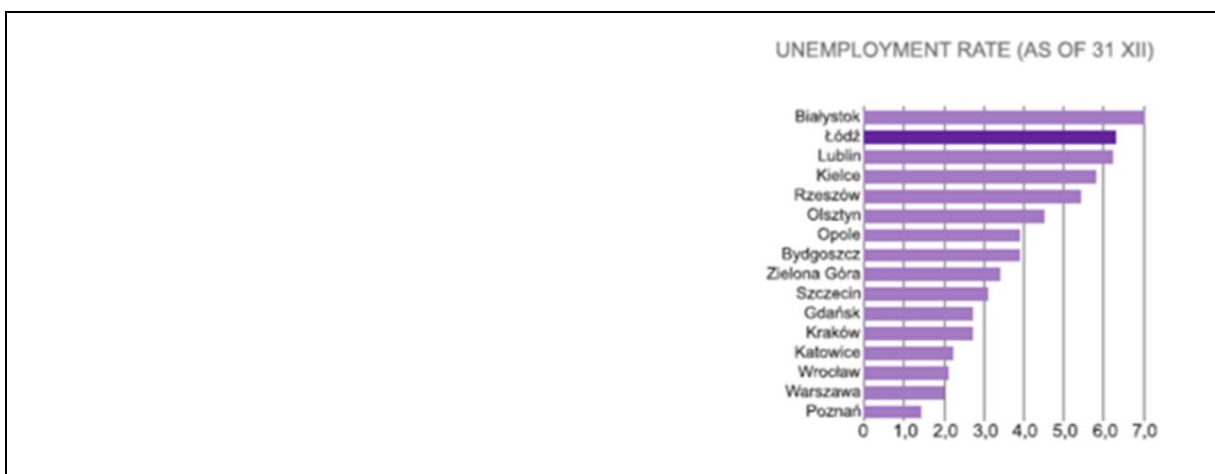 UNEMPLOYMENT RATE (AS OF 31 XII)
Białystok
Łódź
Lublin
Kielce
Rzeszów
Olsztyn
Opole
Bydgoszcz
Zielona Góra
Szczecin
Gdańsk
Kraków
Katowice
Wrocław
Warszawa
Poznań
0 1,0 2,0 3,0 4,0 5,0 6,0 7,0